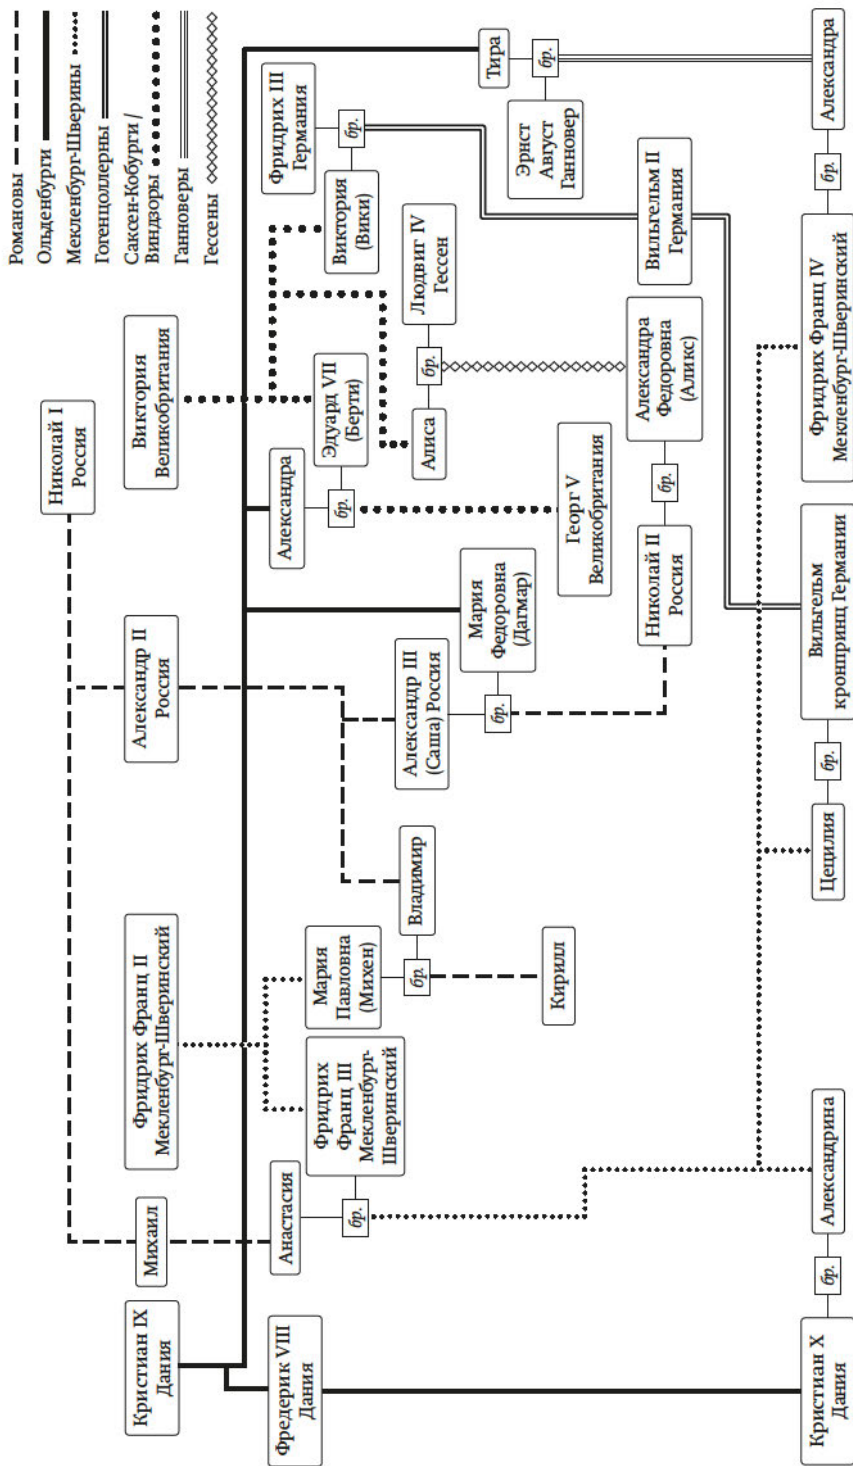 Романовы
Ольденбурги
Мекленбург-Шверины
Гогенцоллерны
Саксен-Кобурги /
Виндзоры
Ганноверы
Гессены
Николай I
Россия
Кристиан IX
Дания
Михаил
Фридрих Франц II
Мекленбург-Шверинский
Александр II
Россия
Виктория
Великобритания
Фредерик VIII
Дания
Анастасия
бр.
Фридрих
Франц III
Мекленбург-
Шверинский
Мария
Павловна
(Михен)
бр.
Владимир
Александр III
(Саша) Россия
бр.
Мария
Федоровна
(Дагмар)
Александра
бр.
Эдуард VII
(Берти)
Алиса
бр.
Людвиг IV
Гессен
Виктория
(Вики)
бр.
Фридрих III
Германия
Тира
бр.
Эрнст
Август
Ганновер
Кирилл
Георг V
Великобритания
Николай II
Россия
бр.
Александра
Федоровна
(Аликс)
Вильгельм II
Германия
Кристиан X
Дания
бр.
Александрина
Цецилия
бр.
Вильгельм
кронпринц Германии
Фридрих Франц IV
Мекленбург-Шверинский
бр.
Александра